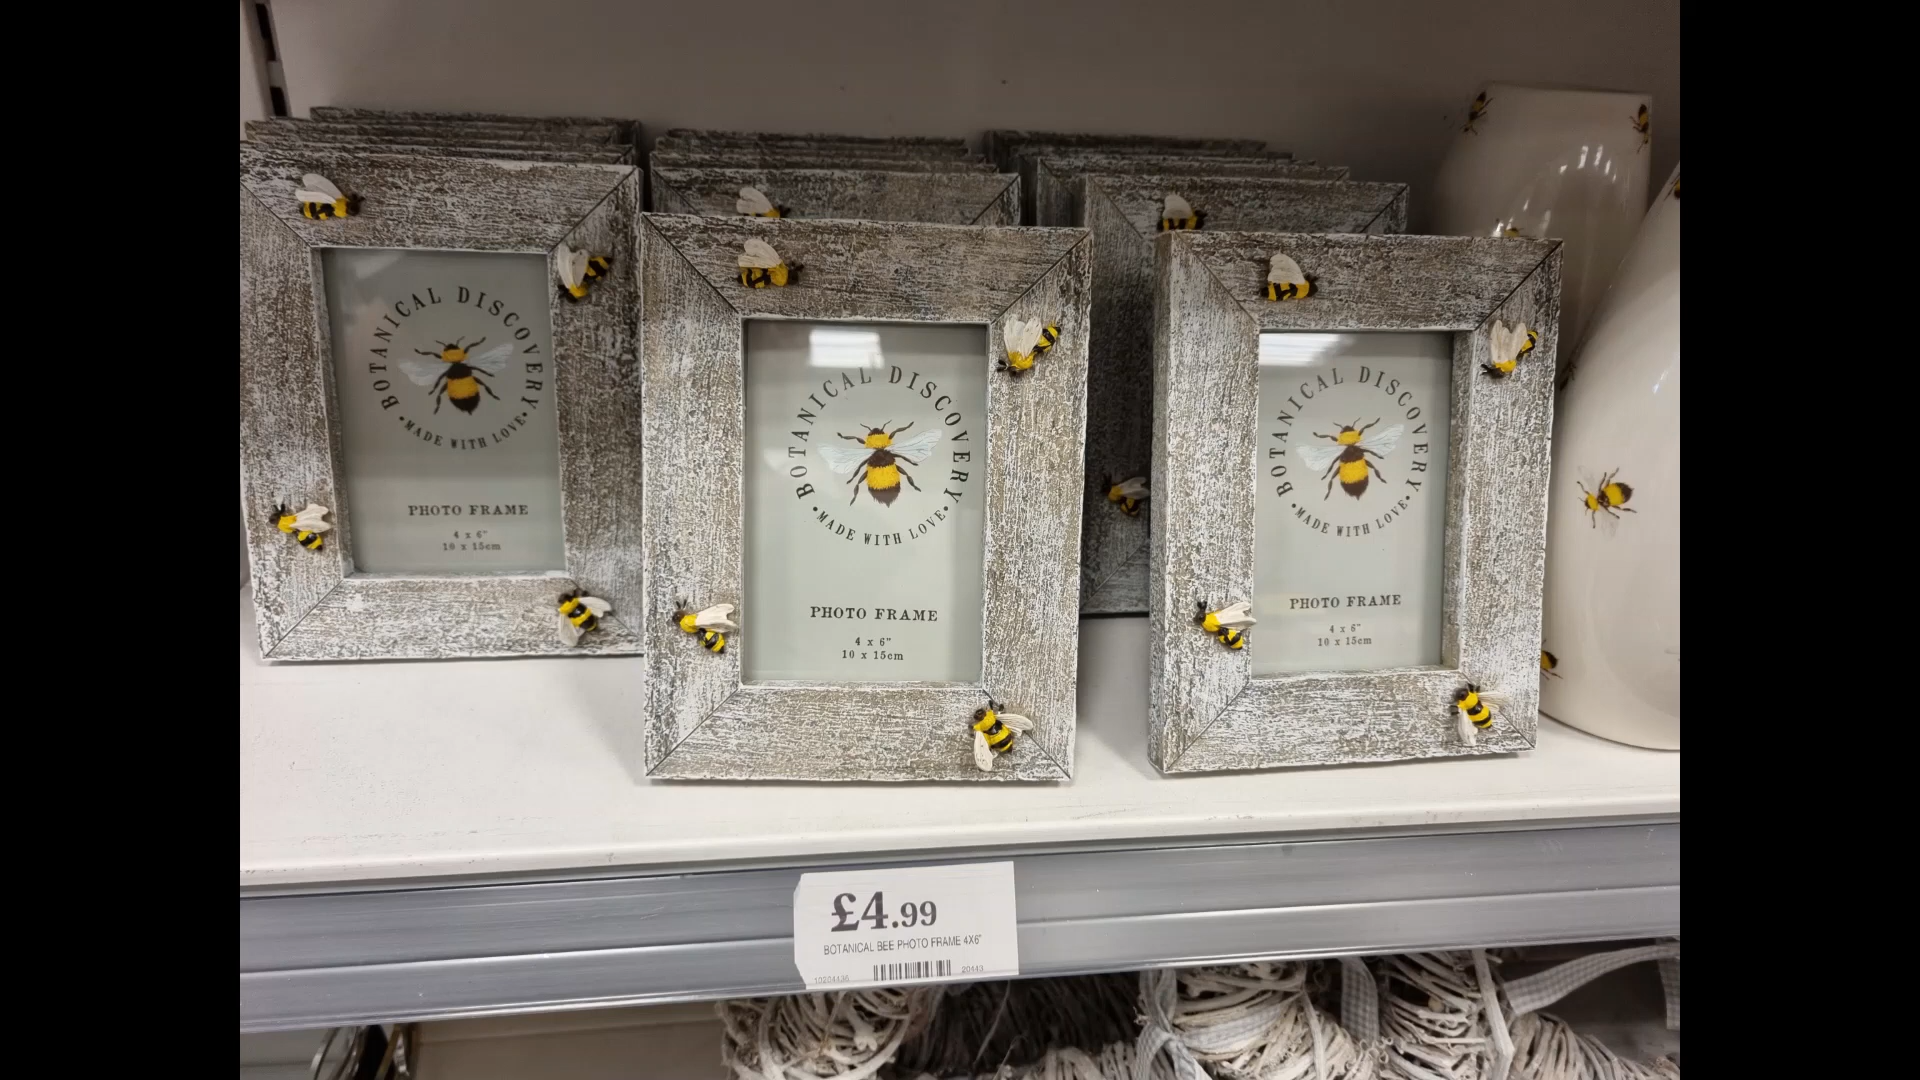 BOTANICAL DISCOVERY
•MADE WITH LOVE•
PHOTO FRAME
4 x 6"
10 x 15cm
BOTANICAL DISCOVERY
•MADE WITH LOVE•
PHOTO FRAME
4 x 6"
10 x 15cm
BOTANICAL DISCOVERY
•MADE WITH LOVE•
PHOTO FRAME
4 x 6"
10 x 15cm
£4.99
BOTANICAL BEE PHOTO FRAME 4X6"
10204436 20443